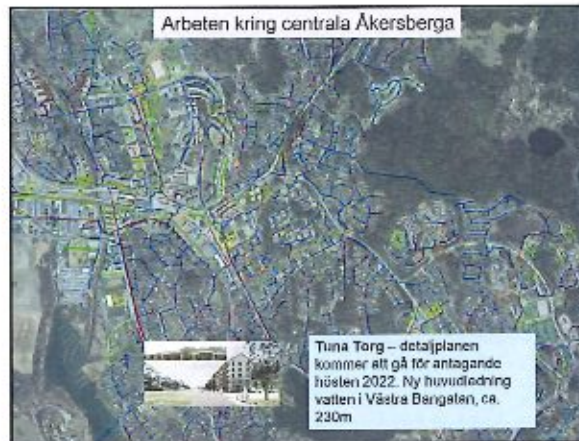 Arbeten kring centrala Åkersberga
Tuna Torg – detaljplanen
kommer att gå för antagande
hösten 2022. Ny huvudledning
vatten i Västra Bangatan, ca.
230m